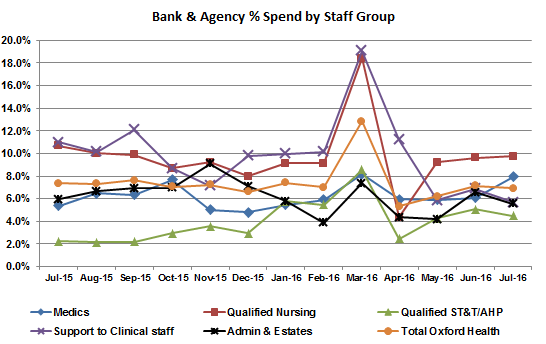 Bank & Agency % Spend by Staff Group
20.0%
18.0%
16.0%
14.0%
12.0%
10.0%
8.0%
6.0%
4.0%
2.0%
0.0%
Jul-15 Aug-15 Sep-15 Oct-15 Nov-15 Dec-15 Jan-16 Feb-16 Mar-16 Apr-16 May-16 Jun-16 Jul-16
Medics Qualified Nursing Qualified ST&T/AHP
Support to Clinical staff Admin & Estates Total Oxford Health